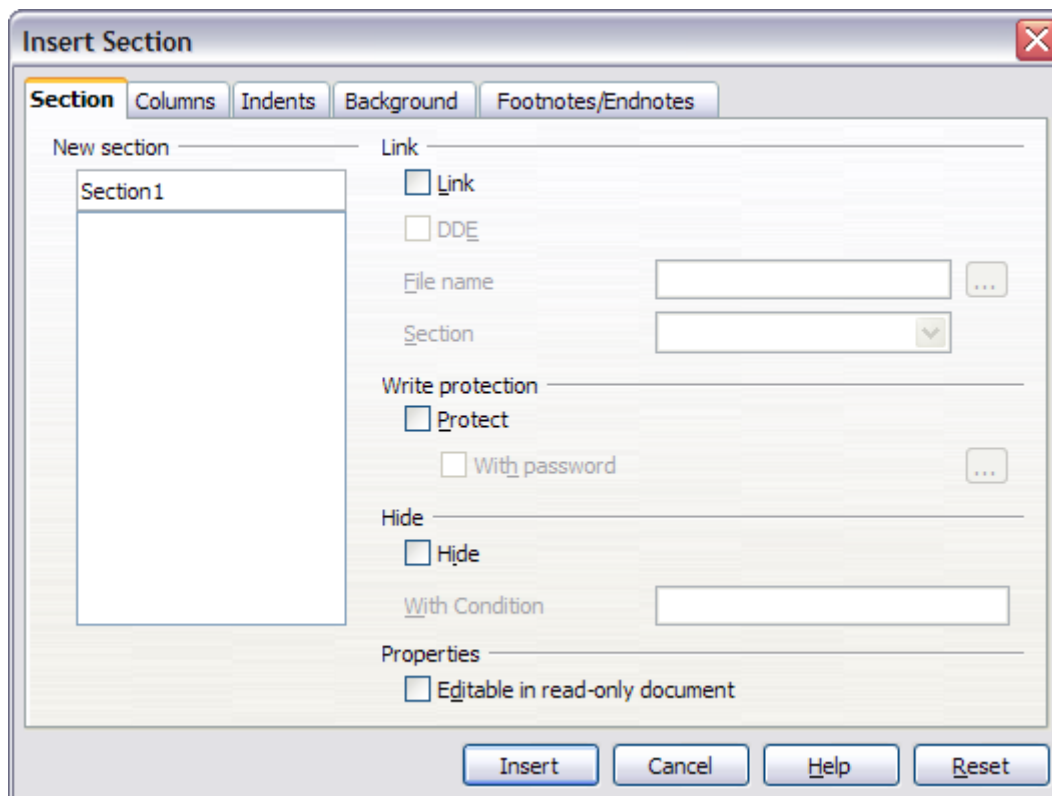 Insert Section
Section Columns Indents Background Footnotes/Endnotes
New section
Section1
Link
Link
DDE
File name
...
Section
Write protection
Protect
With password
...
Hide
Hide
With Condition
Properties
Editable in read-only document
Insert Cancel Help Reset